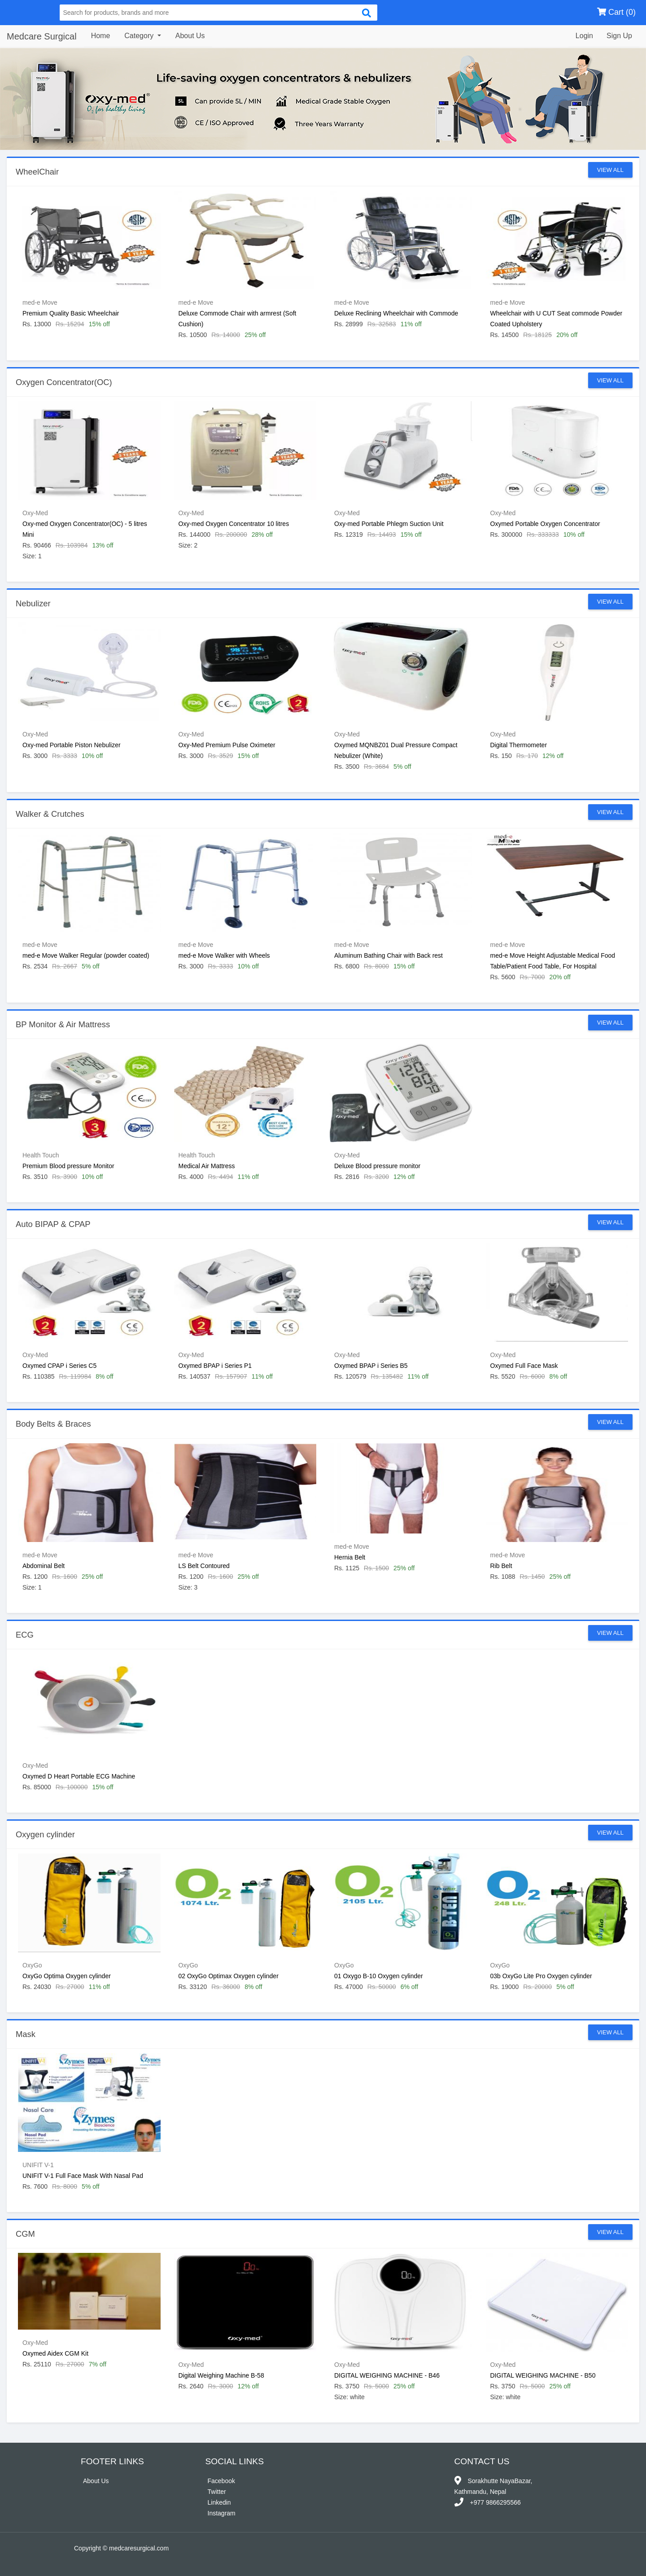 Search for products, brands and more
Cart (0)
Medcare Surgical
Home
Category
About Us
Login
Sign Up
oxy-med
O2 for healthy living
Life-saving oxygen concentrators & nebulizers
5L
Can provide 5L / MIN
Medical Grade Stable Oxygen
CE / ISO Approved
Three Years Warranty
WheelChair
VIEW ALL
med-e Move
Premium Quality Basic Wheelchair
Rs. 13000 Rs. 15294 15% off
med-e Move
Deluxe Commode Chair with armrest (Soft
Cushion)
Rs. 10500 Rs. 14000 25% off
med-e Move
Deluxe Reclining Wheelchair with Commode
Rs. 28999 Rs. 32583 11% off
med-e Move
Wheelchair with U CUT Seat commode Powder
Coated Upholstery
Rs. 14500 Rs. 18125 20% off
Oxygen Concentrator(OC)
VIEW ALL
Oxy-Med
Oxy-med Oxygen Concentrator(OC) - 5 litres
Mini
Rs. 90466 Rs. 103984 13% off
Size: 1
Oxy-Med
Oxy-med Oxygen Concentrator 10 litres
Rs. 144000 Rs. 200000 28% off
Size: 2
Oxy-Med
Oxy-med Portable Phlegm Suction Unit
Rs. 12319 Rs. 14493 15% off
Oxy-Med
Oxymed Portable Oxygen Concentrator
Rs. 300000 Rs. 333333 10% off
Nebulizer
VIEW ALL
Oxy-Med
Oxy-med Portable Piston Nebulizer
Rs. 3000 Rs. 3333 10% off
Oxy-Med
Oxy-Med Premium Pulse Oximeter
Rs. 3000 Rs. 3529 15% off
Oxy-Med
Oxymed MQNBZ01 Dual Pressure Compact
Nebulizer (White)
Rs. 3500 Rs. 3684 5% off
Oxy-Med
Digital Thermometer
Rs. 150 Rs. 170 12% off
Walker & Crutches
VIEW ALL
med-e Move
med-e Move Walker Regular (powder coated)
Rs. 2534 Rs. 2667 5% off
med-e Move
med-e Move Walker with Wheels
Rs. 3000 Rs. 3333 10% off
med-e Move
Aluminum Bathing Chair with Back rest
Rs. 6800 Rs. 8000 15% off
med-e Move
med-e Move Height Adjustable Medical Food
Table/Patient Food Table, For Hospital
Rs. 5600 Rs. 7000 20% off
BP Monitor & Air Mattress
VIEW ALL
Health Touch
Premium Blood pressure Monitor
Rs. 3510 Rs. 3900 10% off
Health Touch
Medical Air Mattress
Rs. 4000 Rs. 4494 11% off
Oxy-Med
Deluxe Blood pressure monitor
Rs. 2816 Rs. 3200 12% off
Auto BIPAP & CPAP
VIEW ALL
Oxy-Med
Oxymed CPAP i Series C5
Rs. 110385 Rs. 119984 8% off
Oxy-Med
Oxymed BPAP i Series P1
Rs. 140537 Rs. 157907 11% off
Oxy-Med
Oxymed BPAP i Series B5
Rs. 120579 Rs. 135482 11% off
Oxy-Med
Oxymed Full Face Mask
Rs. 5520 Rs. 6000 8% off
Body Belts & Braces
VIEW ALL
med-e Move
Abdominal Belt
Rs. 1200 Rs. 1600 25% off
Size: 1
med-e Move
LS Belt Contoured
Rs. 1200 Rs. 1600 25% off
Size: 3
med-e Move
Hernia Belt
Rs. 1125 Rs. 1500 25% off
med-e Move
Rib Belt
Rs. 1088 Rs. 1450 25% off
ECG
VIEW ALL
Oxy-Med
Oxymed D Heart Portable ECG Machine
Rs. 85000 Rs. 100000 15% off
Oxygen cylinder
VIEW ALL
OxyGo
OxyGo Optima Oxygen cylinder
Rs. 24030 Rs. 27000 11% off
O2
1074 Ltr.
OxyGo
02 OxyGo Optimax Oxygen cylinder
Rs. 33120 Rs. 36000 8% off
O2
2105 Ltr.
OxyGo
01 Oxygo B-10 Oxygen cylinder
Rs. 47000 Rs. 50000 6% off
O2
248 Ltr.
OxyGo
03b OxyGo Lite Pro Oxygen cylinder
Rs. 19000 Rs. 20000 5% off
Mask
VIEW ALL
Zymes
Nasal Care
Nasal Pad
Zymes
UNIFIT V-1
UNIFIT V-1 Full Face Mask With Nasal Pad
Rs. 7600 Rs. 8000 5% off
CGM
VIEW ALL
Oxy-Med
Oxymed Aidex CGM Kit
Rs. 25110 Rs. 27000 7% off
oxy-med
Oxy-Med
Digital Weighing Machine B-58
Rs. 2640 Rs. 3000 12% off
Oxy-Med
DIGITAL WEIGHING MACHINE - B46
Rs. 3750 Rs. 5000 25% off
Size: white
Oxy-Med
DIGITAL WEIGHING MACHINE - B50
Rs. 3750 Rs. 5000 25% off
Size: white
FOOTER LINKS
About Us
SOCIAL LINKS
Facebook
Twitter
Linkedin
Instagram
CONTACT US
Sorakhutte NayaBazar,
Kathmandu, Nepal
+977 9866295566
Copyright © medcaresurgical.com